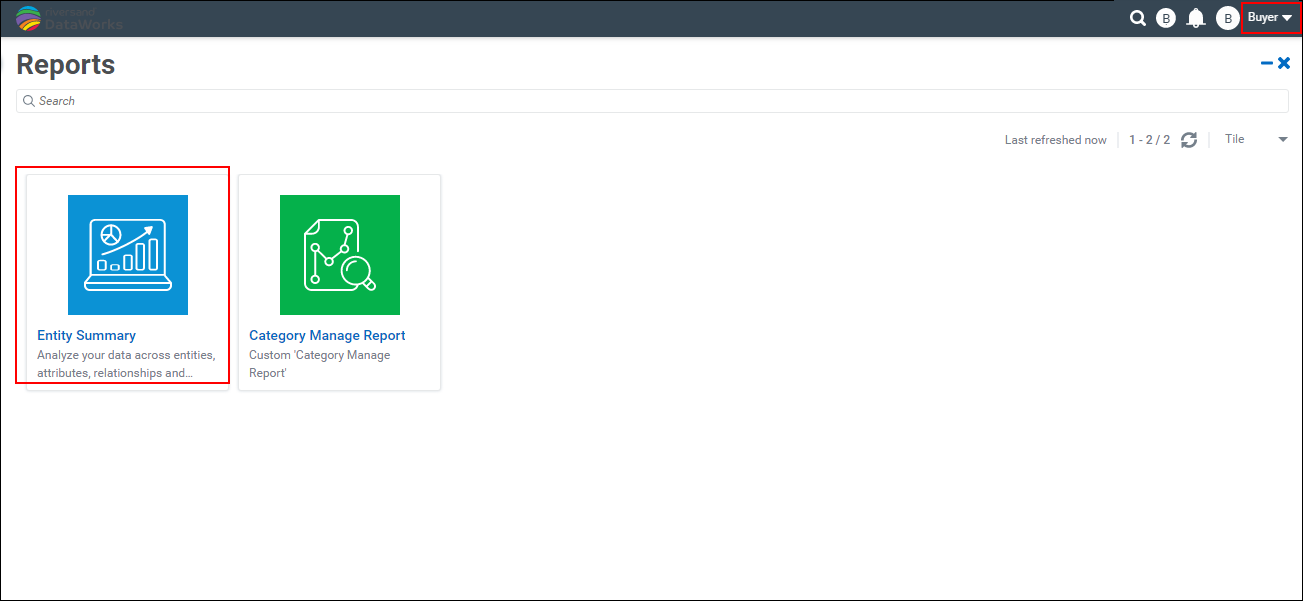 riversand
DataWorks
B
B
Buyer
Reports
Search
Last refreshed now
1 - 2 / 2
Tile
Entity Summary
Analyze your data across entities,
attributes, relationships and…
Category Manage Report
Custom 'Category Manage
Report'